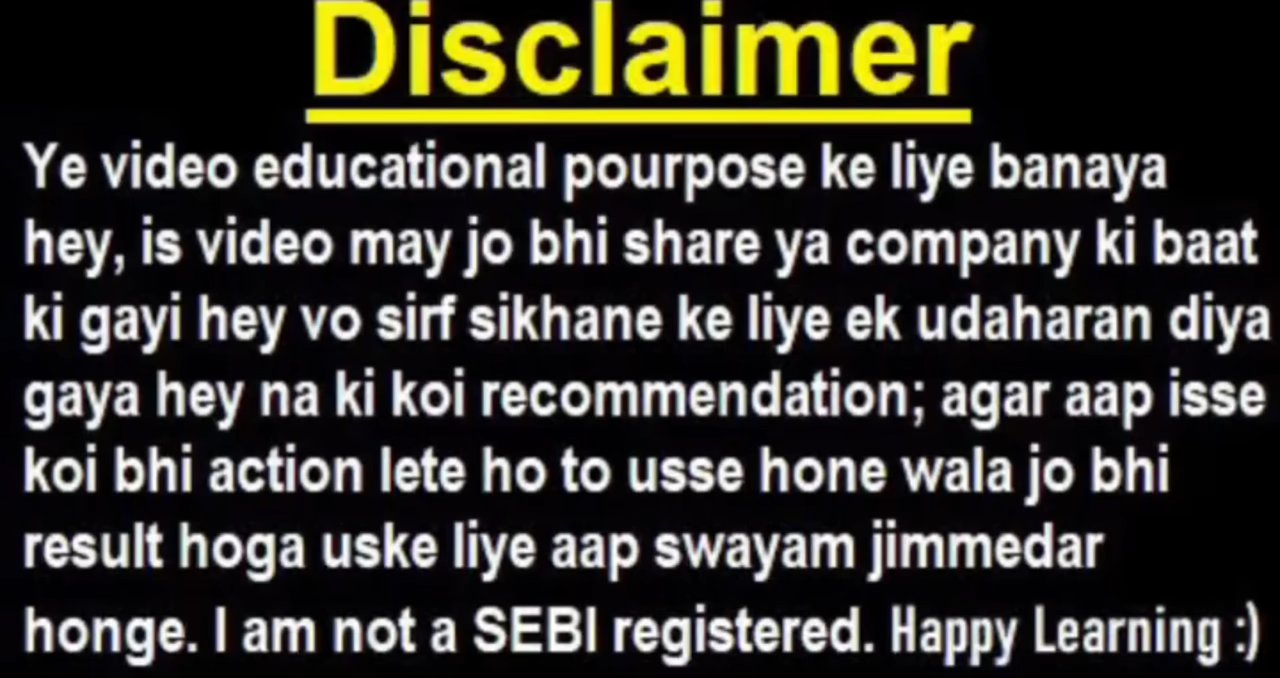 Disclaimer
Ye video educational pourpose ke liye banaya
hey, is video may jo bhi share ya company ki baat
ki gayi hey vo sirf sikhane ke liye ek udaharan diya
gaya hey na ki koi recommendation; agar aap isse
koi bhi action lete ho to usse hone wala jo bhi
result hoga uske liye aap swayam jimmedar
honge. I am not a SEBI registered. Happy Learning :)